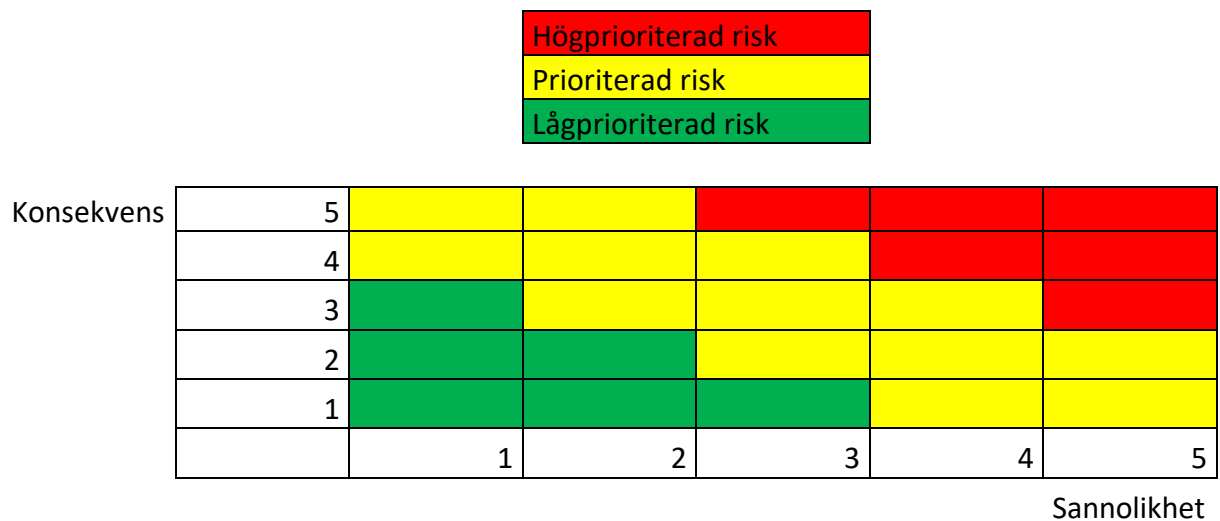 Högprioriterad risk
Prioriterad risk
Lågprioriterad risk
Konsekvens 5
4
3
2
1
1 2 3 4 5
Sannolikhet